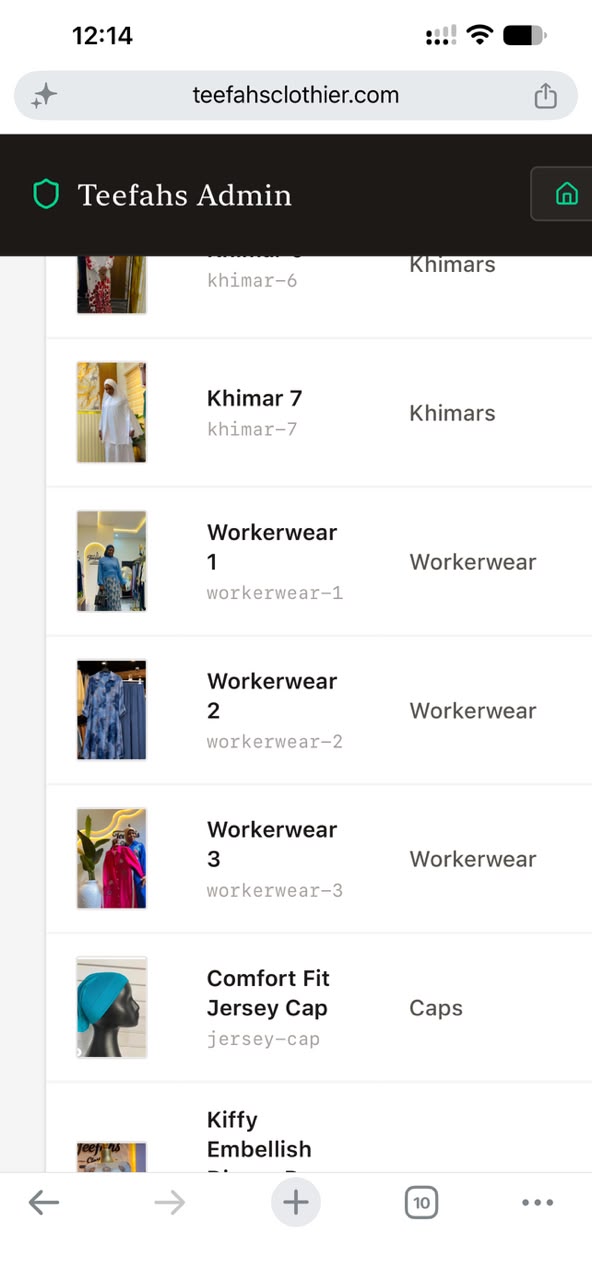 12:14
teefahsclothier.com
Teefahs Admin
khimar-6
Khimars
Khimar 7
khimar-7
Khimars
Workerwear
1
workerwear-1
Workerwear
Workerwear
2
workerwear-2
Workerwear
Workerwear
3
workerwear-3
Workerwear
Comfort Fit
Jersey Cap
jersey-cap
Caps
Kiffy
Embellish
Teefahs
10